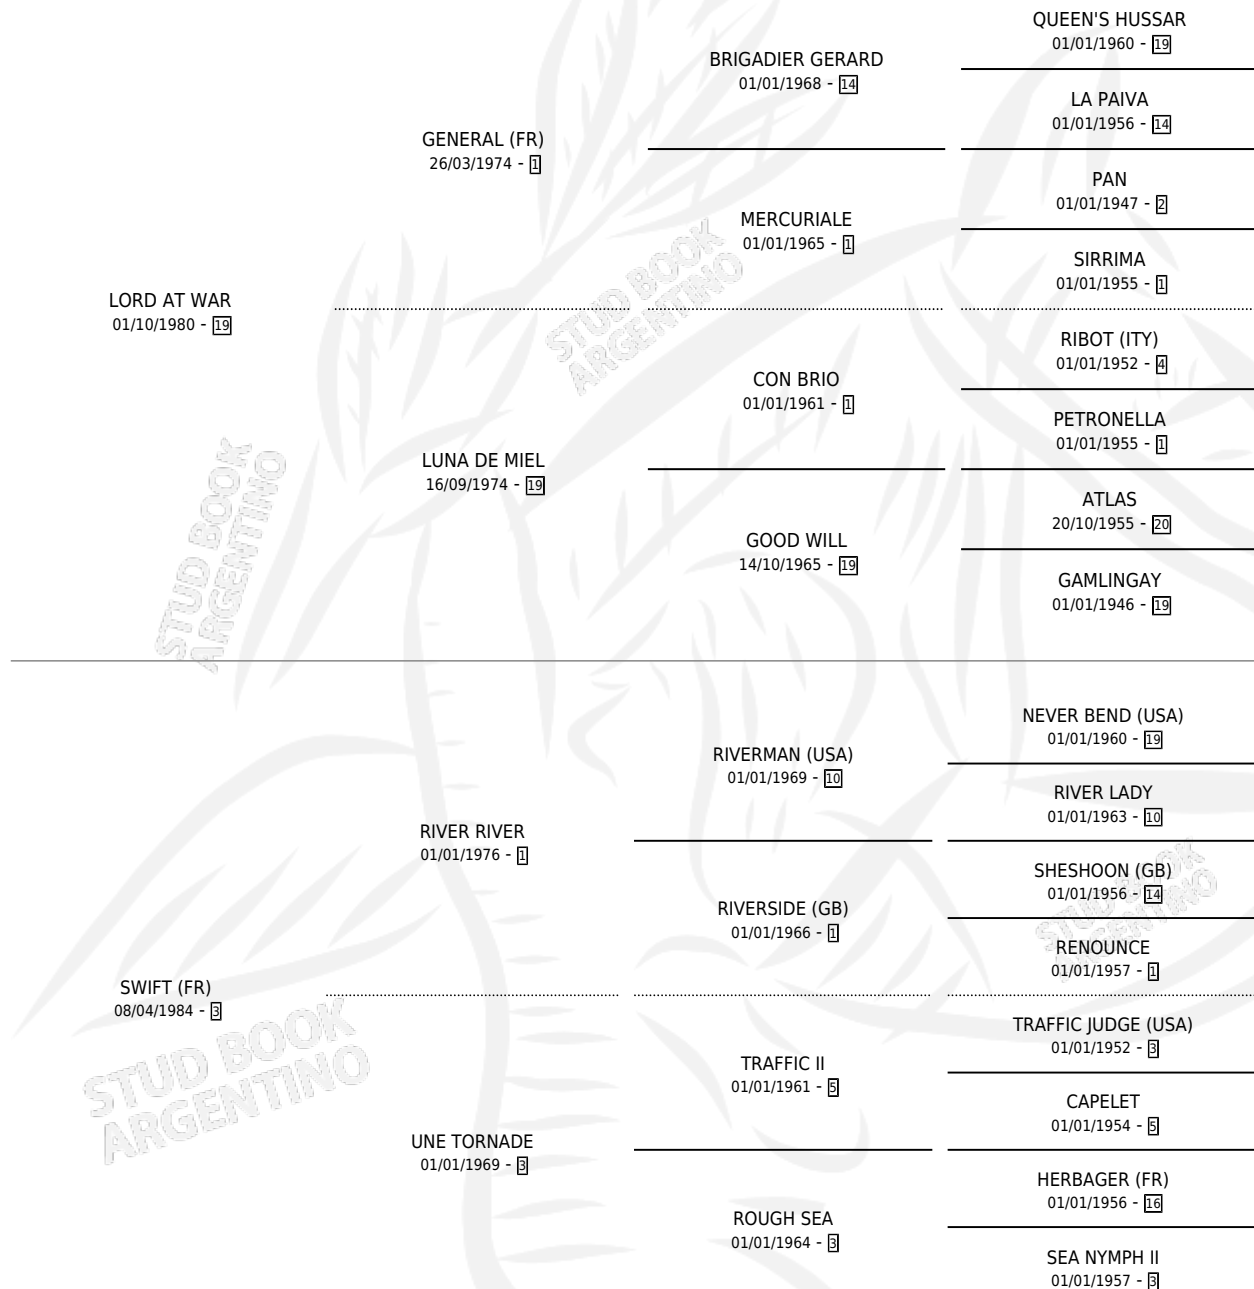 QUEEN'S HUSSAR
01/01/1960 - 19
BRIGADIER GERARD
01/01/1968 - 14
LA PAIVA
01/01/1956 - 14
GENERAL (FR)
26/03/1974 - 1
PAN
01/01/1947 - 2
MERCURIALE
01/01/1965 - 1
SIRRIMA
01/01/1955 - 1
LORD AT WAR
01/10/1980 - 19
RIBOT (ITY)
01/01/1952 - 4
CON BRIO
01/01/1961 - 1
PETRONELLA
01/01/1955 - 1
LUNA DE MIEL
16/09/1974 - 19
ATLAS
20/10/1955 - 20
GOOD WILL
14/10/1965 - 19
GAMLINGAY
01/01/1946 - 19
STUD BOOK
ARGENTINO
STUD BOOK
ARGENTINO
NEVER BEND (USA)
01/01/1960 - 19
RIVERMAN (USA)
01/01/1969 - 10
RIVER LADY
01/01/1963 - 10
RIVER RIVER
01/01/1976 - 1
SHESHOON (GB)
01/01/1956 - 14
RIVERSIDE (GB)
01/01/1966 - 1
RENOUNCE
01/01/1957 - 1
STUD BOOK
ARGENTINO
SWIFT (FR)
08/04/1984 - 3
TRAFFIC JUDGE (USA)
01/01/1952 - 3
TRAFFIC II
01/01/1961 - 5
CAPELET
01/01/1954 - 5
STUD BOOK
ARGENTINO
UNE TORNADE
01/01/1969 - 3
HERBAGER (FR)
01/01/1956 - 16
ROUGH SEA
01/01/1964 - 3
SEA NYMPH II
01/01/1957 - 3